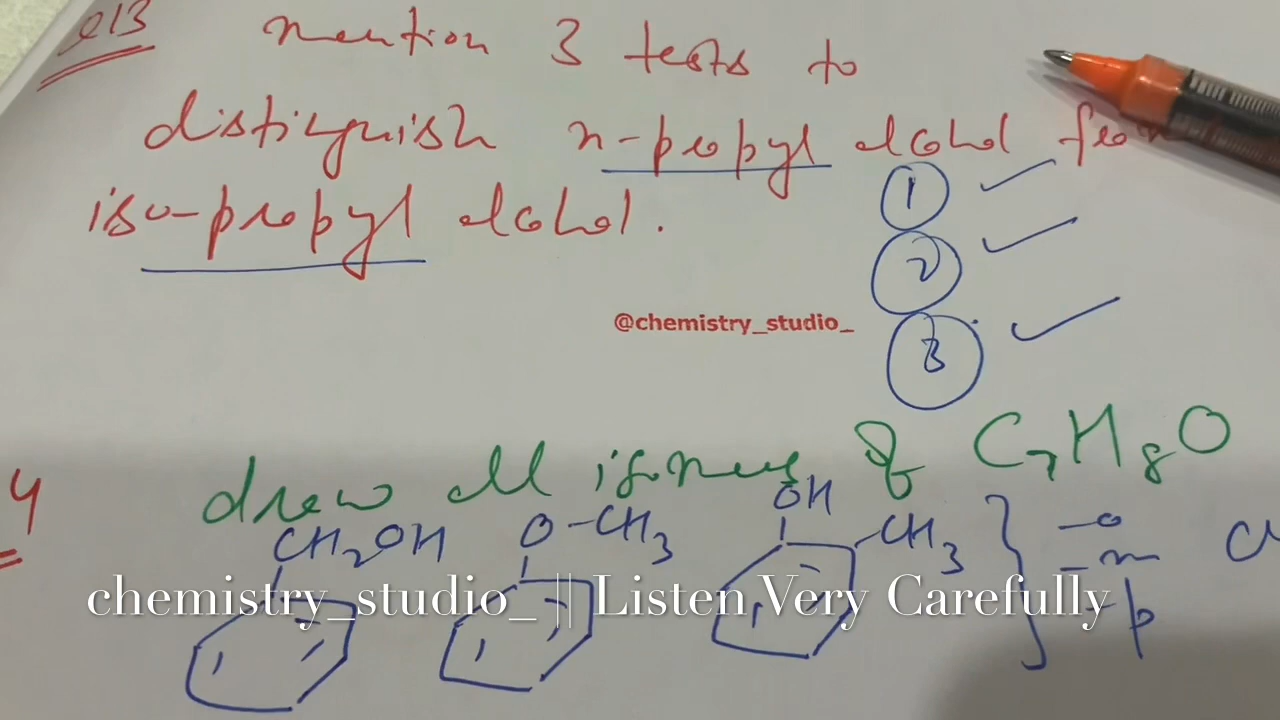 Q13 mention 3 tests to
distinguish n-propyl alcohol from
iso-propyl alcohol.
1
2
3
@chemistry_studio_
4 draw all isomers of C7H8O
CH2OH O-CH3 OH CH3 -o
-m
-p
chemistry_studio_ || Listen Very Carefully